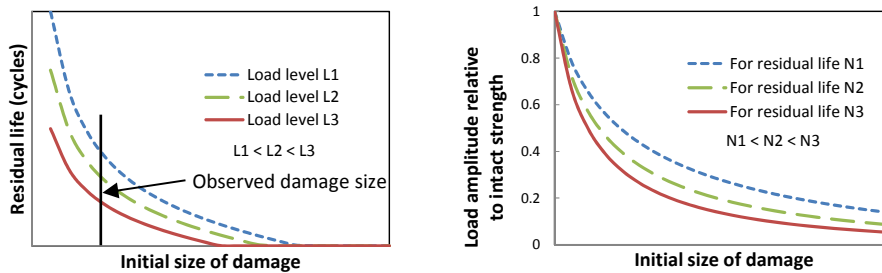 Residual life (cycles)
Load level L1
Load level L2
Load level L3
L1 < L2 < L3
Observed damage size
Initial size of damage
Load amplitude relative
to intact strength
1
0.8
0.6
0.4
0.2
0
For residual life N1
For residual life N2
For residual life N3
N1 < N2 < N3
Initial size of damage